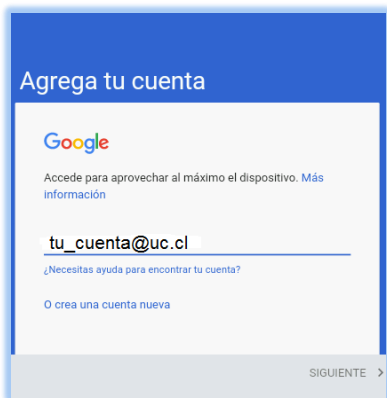 Agrega tu cuenta
Google
Accede para aprovechar al máximo el dispositivo. Más
información
tu_cuenta@uc.cl
¿Necesitas ayuda para encontrar tu cuenta?
O crea una cuenta nueva
SIGUIENTE >